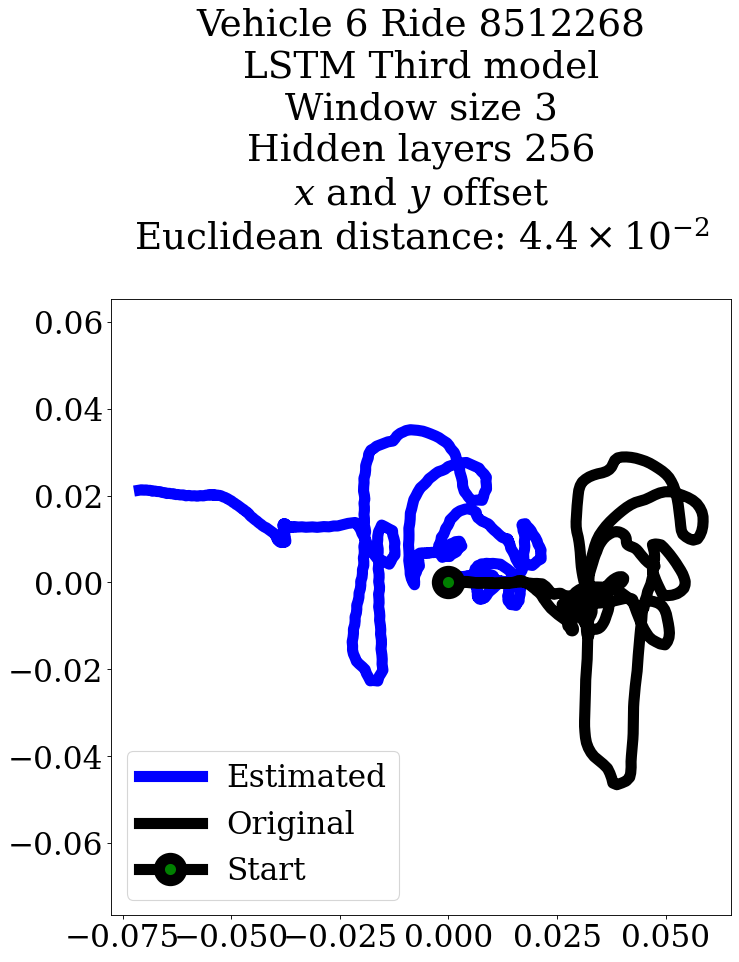 Vehicle 6 Ride 8512268
LSTM Third model
Window size 3
Hidden layers 256
x and y offset
Euclidean distance: 4.4 × 10⁻²
0.06
0.04
0.02
0.00
−0.02
−0.04
−0.06
Estimated
Original
Start
−0.075 −0.050 −0.025 0.000 0.025 0.050